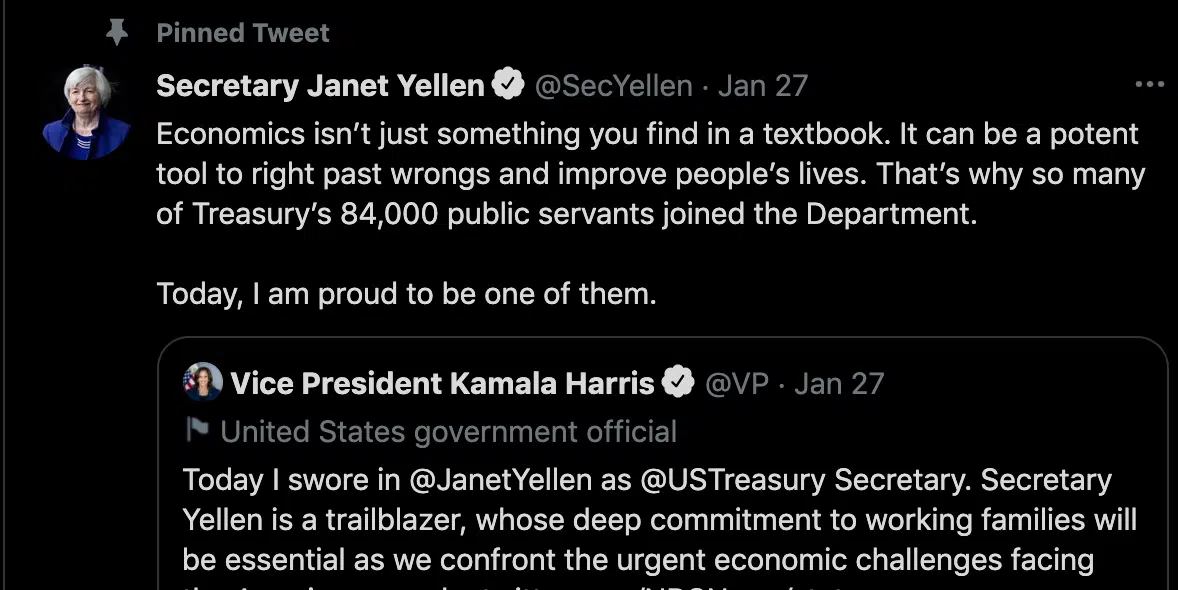 Pinned Tweet
Secretary Janet Yellen @SecYellen · Jan 27
Economics isn’t just something you find in a textbook. It can be a potent
tool to right past wrongs and improve people’s lives. That’s why so many
of Treasury’s 84,000 public servants joined the Department.
Today, I am proud to be one of them.
Vice President Kamala Harris @VP · Jan 27
United States government official
Today I swore in @JanetYellen as @USTreasury Secretary. Secretary
Yellen is a trailblazer, whose deep commitment to working families will
be essential as we confront the urgent economic challenges facing